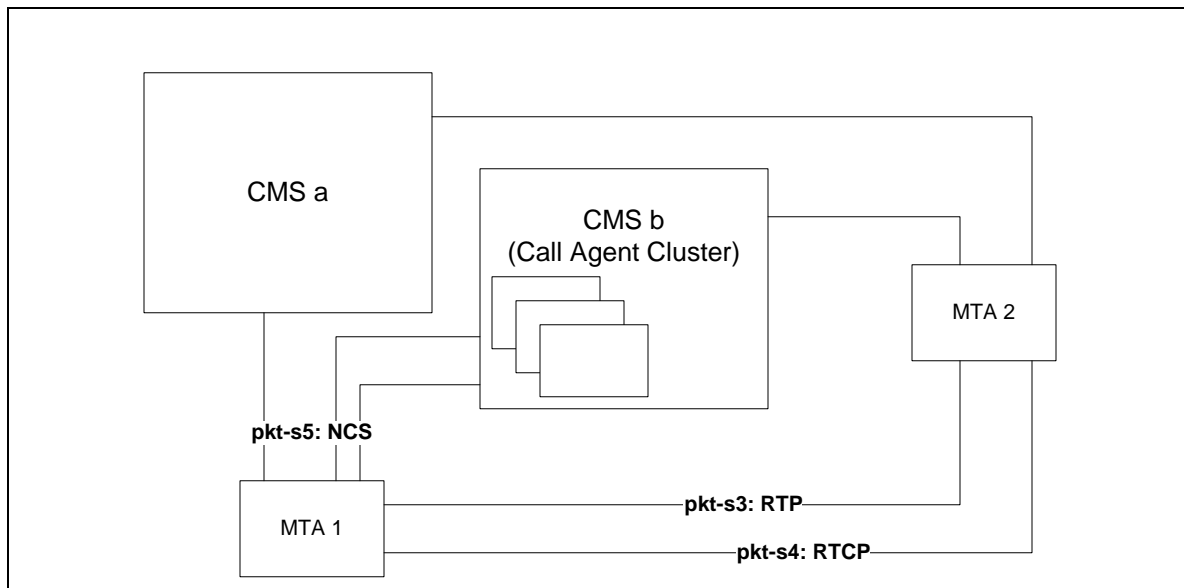 CMS a
CMS b
(Call Agent Cluster)
MTA 2
pkt-s5: NCS
pkt-s3: RTP
MTA 1
pkt-s4: RTCP